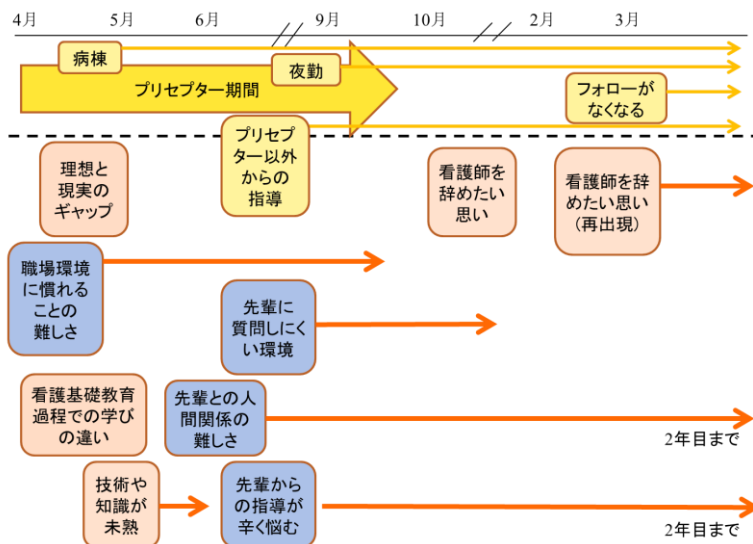 4月 5月 6月 9月 10月 2月 3月
病棟
夜勤
プリセプター期間
フォローが
なくなる
プリセプ
ター以外
からの
指導
理想と
現実の
ギャップ
看護師を
辞めたい
思い
看護師を辞
めたい思い
(再出現)
職場環境
に慣れる
ことの
難しさ
先輩に
質問しにく
い環境
看護基礎教育
過程での学び
の違い
先輩との人
間関係の
難しさ
2年目まで
技術や
知識が
未熟
先輩から
の指導が
辛く悩む
2年目まで